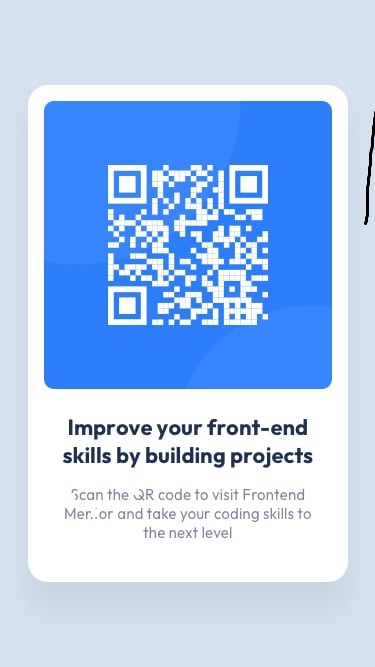 Improve your front-end
skills by building projects
Scan the QR code to visit Frontend
and take your coding skills to
the next level